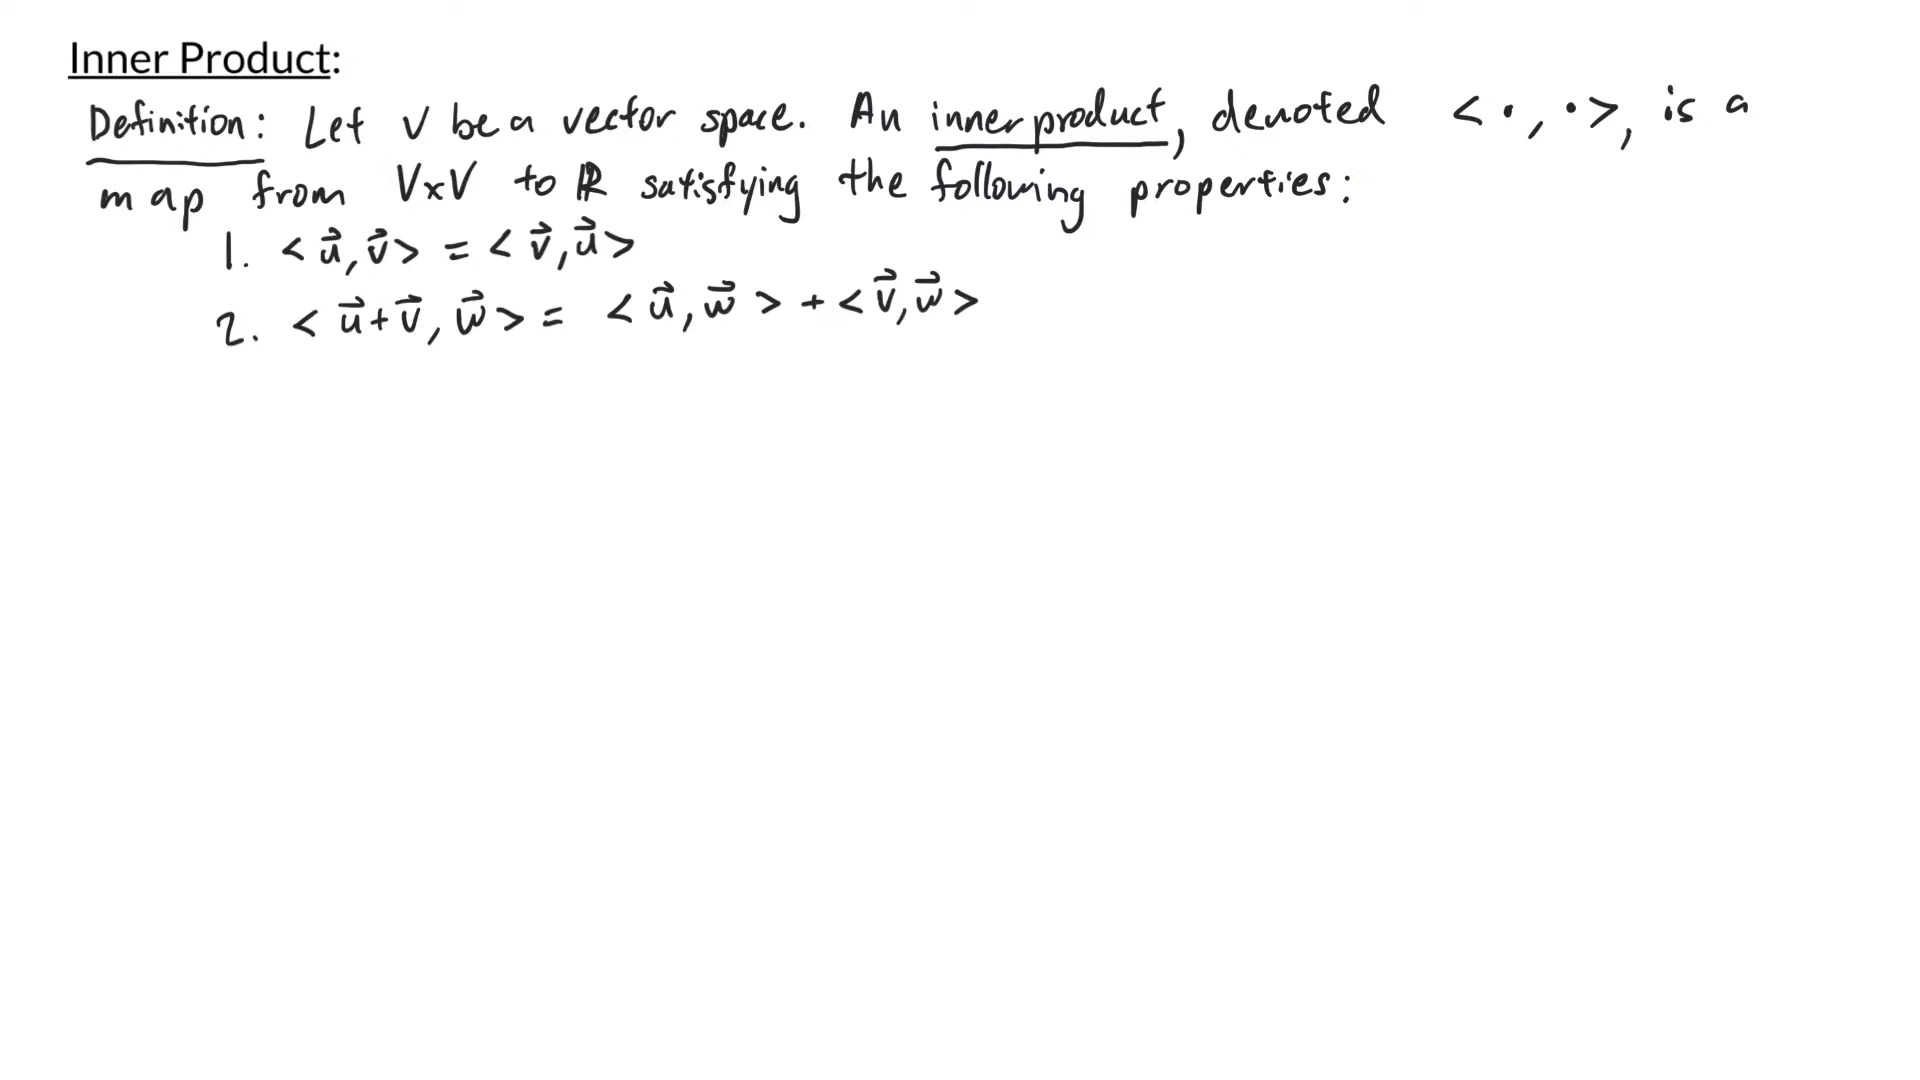 Inner Product:
Definition: Let V be a vector space. An inner product, denoted <·,·>, is a
map from V×V to ℝ satisfying the following properties:
1. <u⃗,v⃗> = <v⃗,u⃗>
2. <u⃗+v⃗,w⃗> = <u⃗,w⃗> + <v⃗,w⃗>